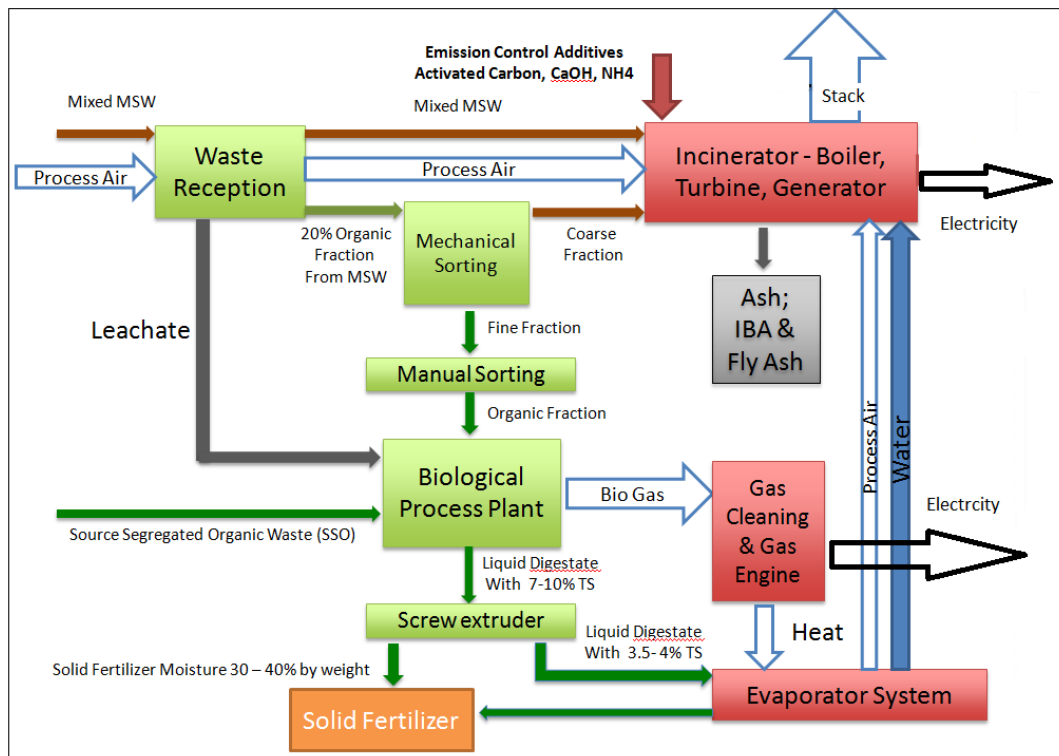 Emission Control Additives
Activated Carbon, CaOH, NH4
Stack
Mixed MSW
Mixed MSW
Process Air
Waste
Reception
Process Air
Incinerator - Boiler,
Turbine, Generator
Electricity
20% Organic
Fraction
From MSW
Mechanical
Sorting
Coarse
Fraction
Leachate
Fine Fraction
Ash;
IBA &
Fly Ash
Manual Sorting
Organic Fraction
Process Air
Water
Biological
Process Plant
Bio Gas
Gas
Cleaning
& Gas
Engine
Electrcity
Source Segregated Organic Waste (SSO)
Liquid Digestate
With 7-10% TS
Screw extruder
Liquid Digestate
With 3.5- 4% TS
Heat
Solid Fertilizer Moisture 30 – 40% by weight
Solid Fertilizer
Evaporator System